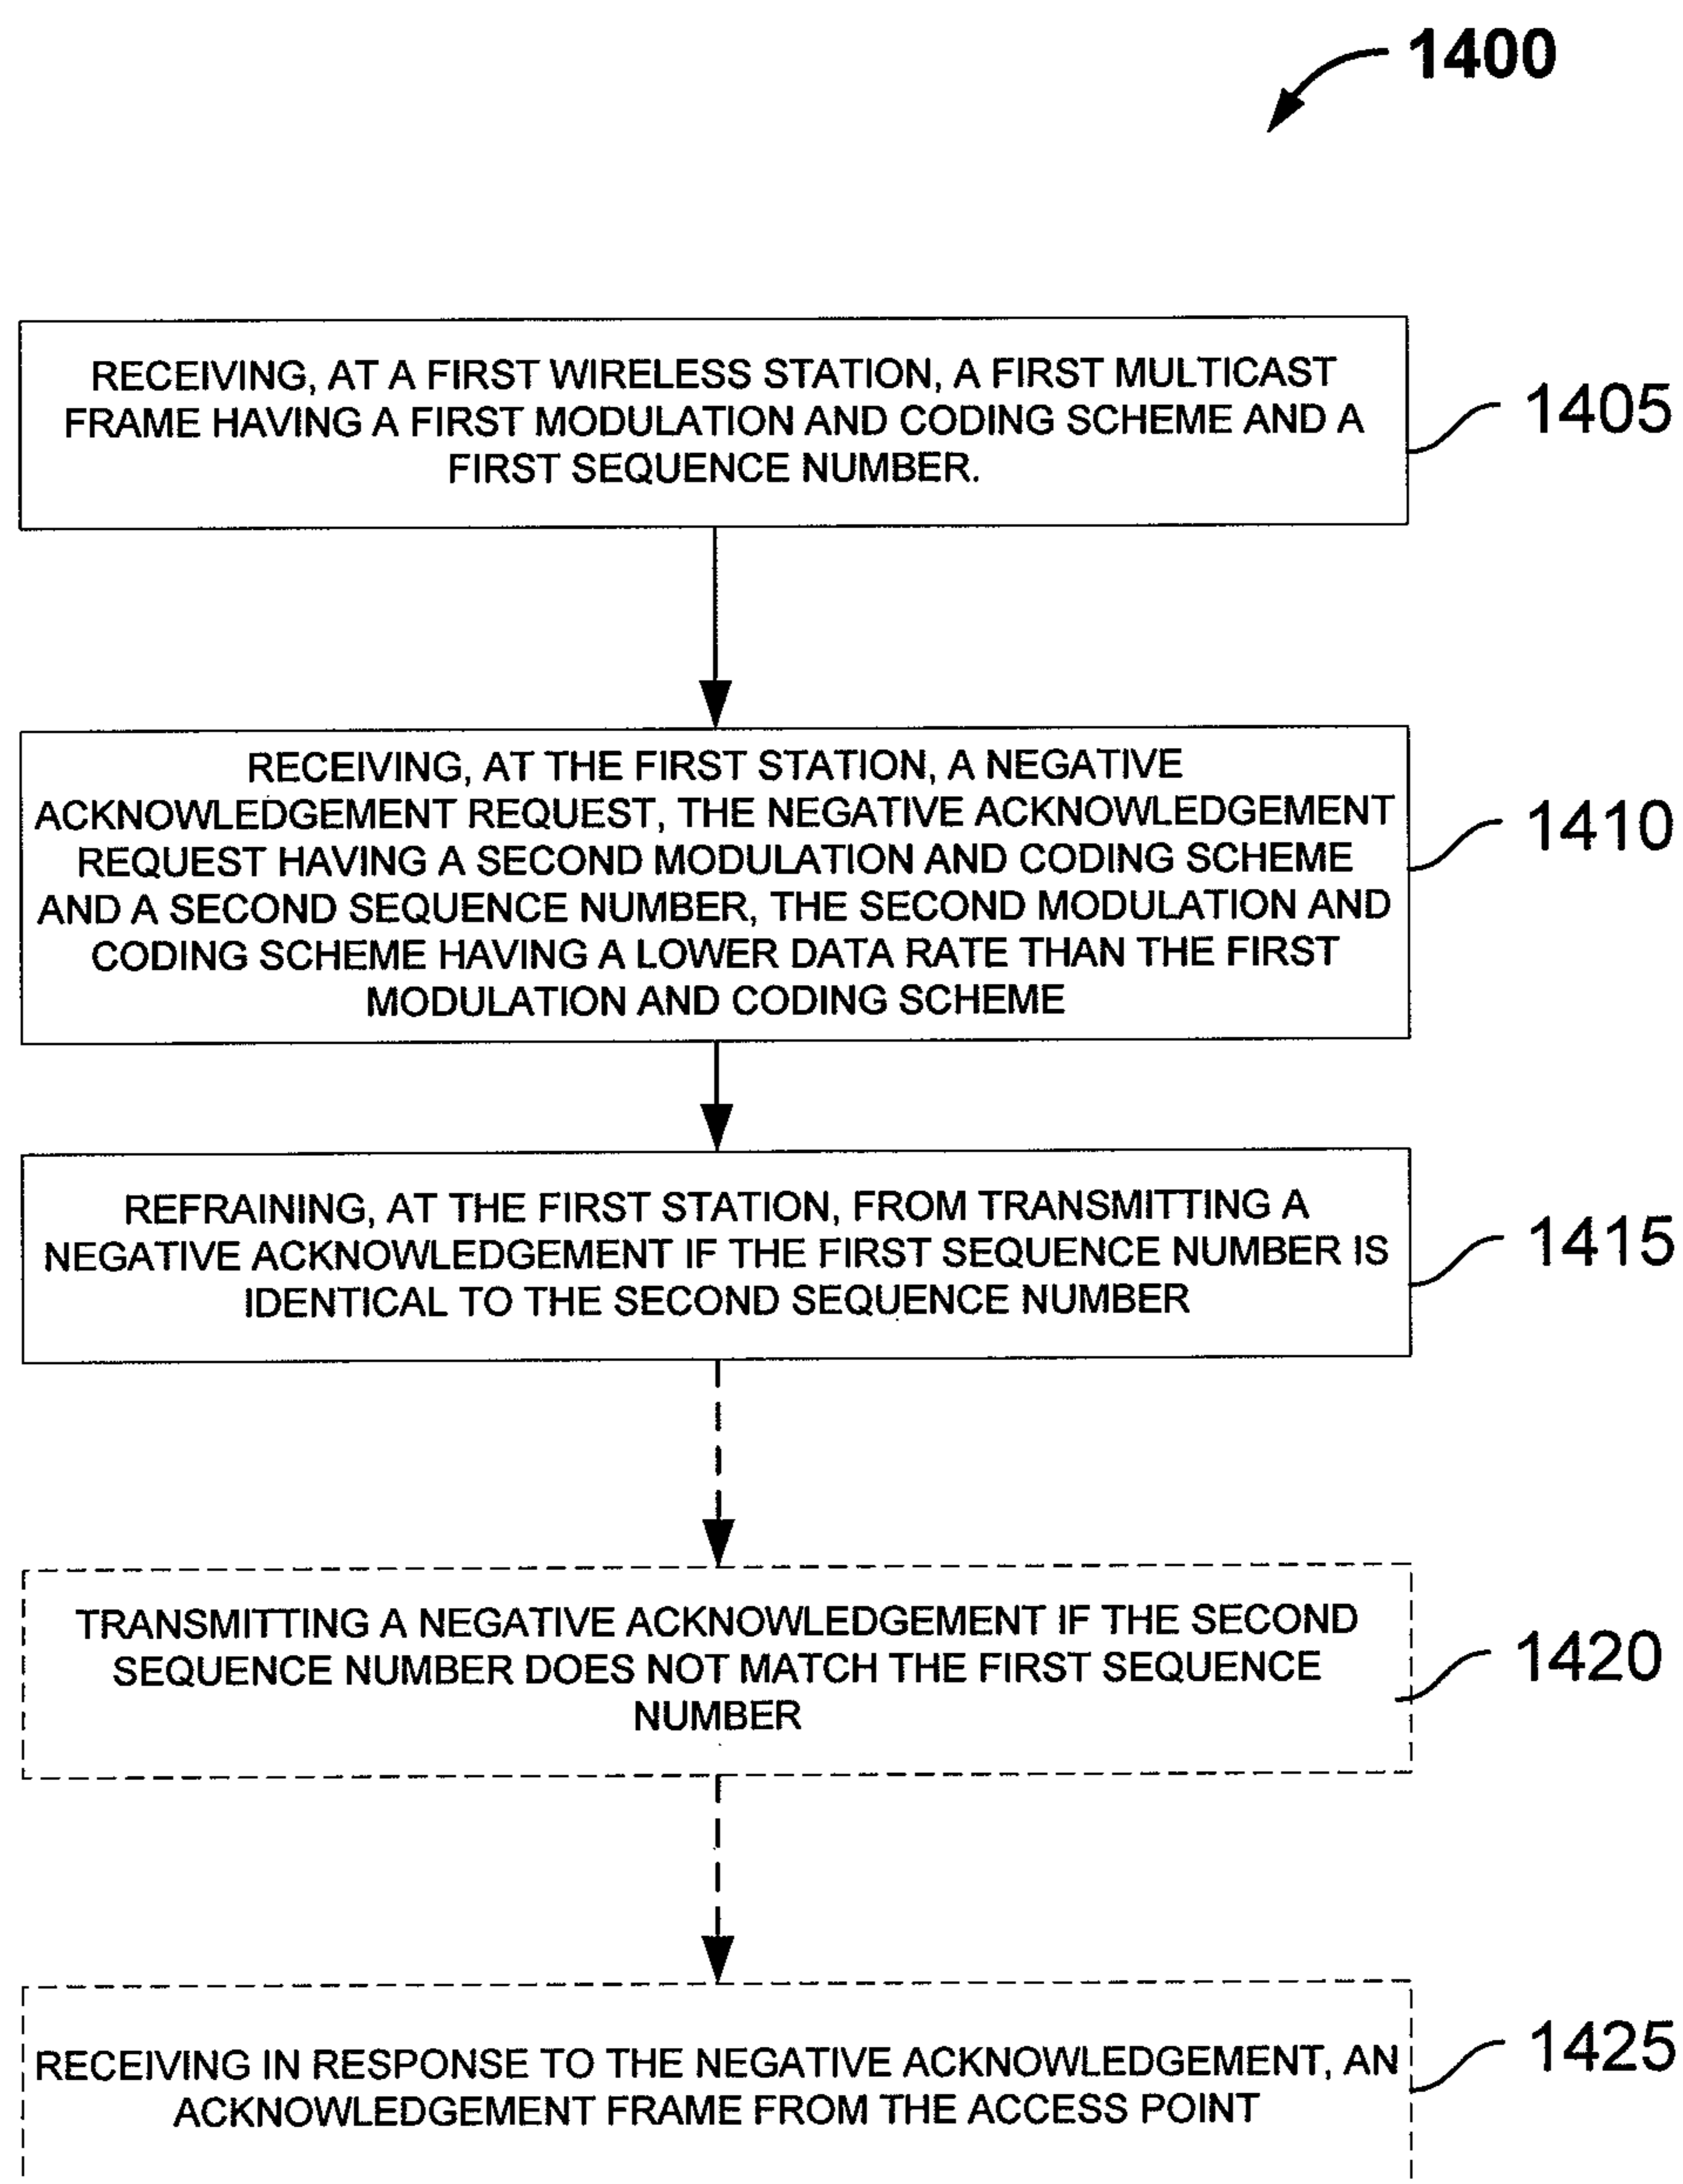 1400
RECEIVING, AT A FIRST WIRELESS STATION, A FIRST MULTICAST
FRAME HAVING A FIRST MODULATION AND CODING SCHEME AND A
FIRST SEQUENCE NUMBER.
1405
RECEIVING, AT THE FIRST STATION, A NEGATIVE
ACKNOWLEDGEMENT REQUEST, THE NEGATIVE ACKNOWLEDGEMENT
REQUEST HAVING A SECOND MODULATION AND CODING SCHEME
AND A SECOND SEQUENCE NUMBER, THE SECOND MODULATION AND
CODING SCHEME HAVING A LOWER DATA RATE THAN THE FIRST
MODULATION AND CODING SCHEME
1410
REFRAINING, AT THE FIRST STATION, FROM TRANSMITTING A
NEGATIVE ACKNOWLEDGEMENT IF THE FIRST SEQUENCE NUMBER IS
IDENTICAL TO THE SECOND SEQUENCE NUMBER
1415
TRANSMITTING A NEGATIVE ACKNOWLEDGEMENT IF THE SECOND
SEQUENCE NUMBER DOES NOT MATCH THE FIRST SEQUENCE
NUMBER
1420
RECEIVING IN RESPONSE TO THE NEGATIVE ACKNOWLEDGEMENT, AN
ACKNOWLEDGEMENT FRAME FROM THE ACCESS POINT
1425